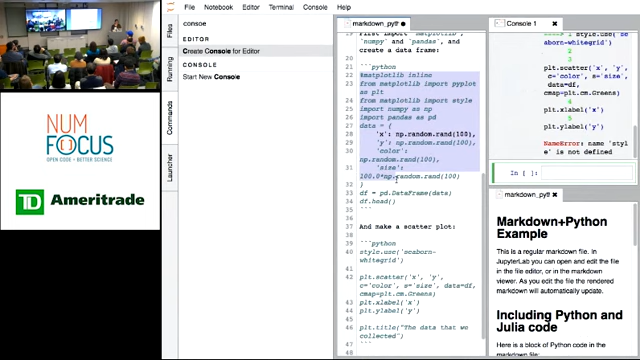 File
Notebook
Editor
Terminal
Console
Help
NUM
FOCUS
OPEN CODE = BETTER SCIENCE
TD Ameritrade
Files
Running
Commands
Launcher
console
EDITOR
Create Console for Editor
CONSOLE
Start New Console
markdown_pyth
`numpy` and `pandas`, and
create a data frame:
```python
%matplotlib inline
from matplotlib import pyplot
as plt
from matplotlib import style
import numpy as np
import pandas as pd
data = {
'x': np.random.rand(100),
'y': np.random.rand(100),
'color':
np.random.rand(100),
'size':
100.0*np.random.rand(100)
}
df = pd.DataFrame(data)
df.head()
```
And make a scatter plot:
```python
style.use('seaborn-
whitegrid')
plt.scatter('x', 'y',
c='color', s='size', data=df,
cmap=plt.cm.Greens)
plt.xlabel('x')
plt.ylabel('y')
plt.title("The data that we
collected")
Console 1
style.use('se
aborn-whitegrid')
plt.scatter('x', 'y',
c='color', s='size',
data=df,
cmap=plt.cm.Greens)
plt.xlabel('x')
plt.ylabel('y')
NameError: name 'styl
e' is not defined
In [ ]:
markdown_pyth
Markdown+Python
Example
This is a regular markdown file. In
JupyterLab you can open and edit the
file in the file editor, or in the markdown
viewer. As you edit the file the rendered
markdown will automatically update.
Including Python and
Julia code
Here is a block of Python code in the